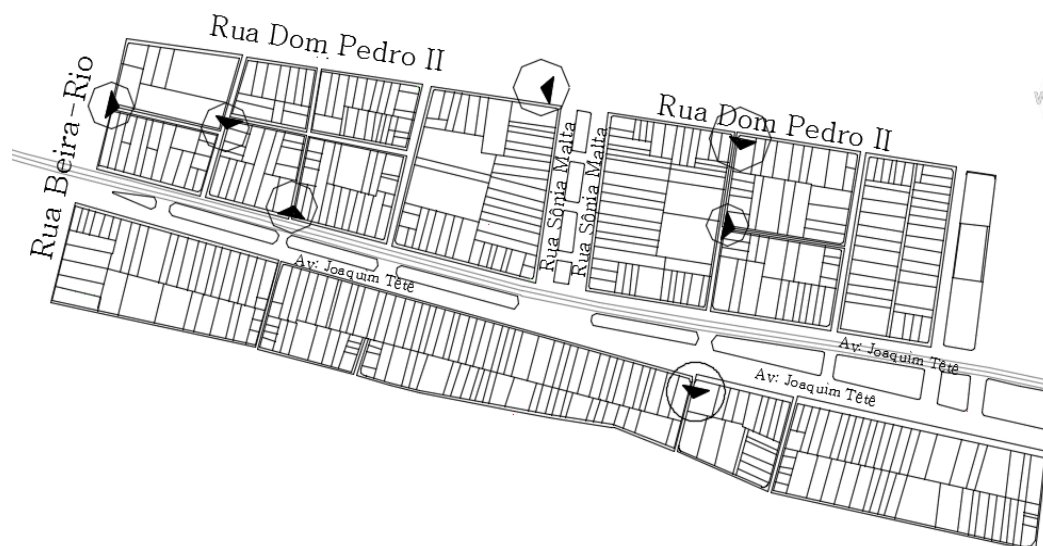 Rua Dom Pedro II
Rua Beira-Rio
Rua Dom Pedro II
Rua Sônia Malta
Rua Sônia Malta
Av: Joaquim Têtê
Av: Joaquim Têtê
Av: Joaquim Têtê